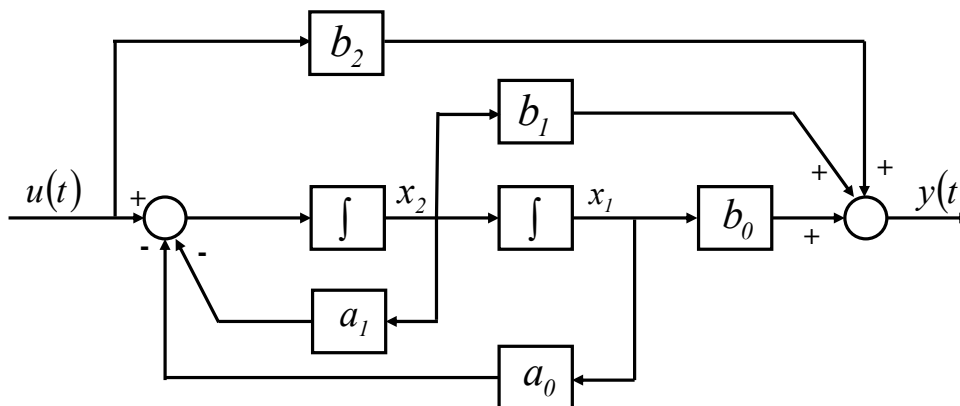 b₂
b₁
u(t) + ∫ x₂ ∫ x₁ b₀ + + + y(t
- -
a₁
a₀